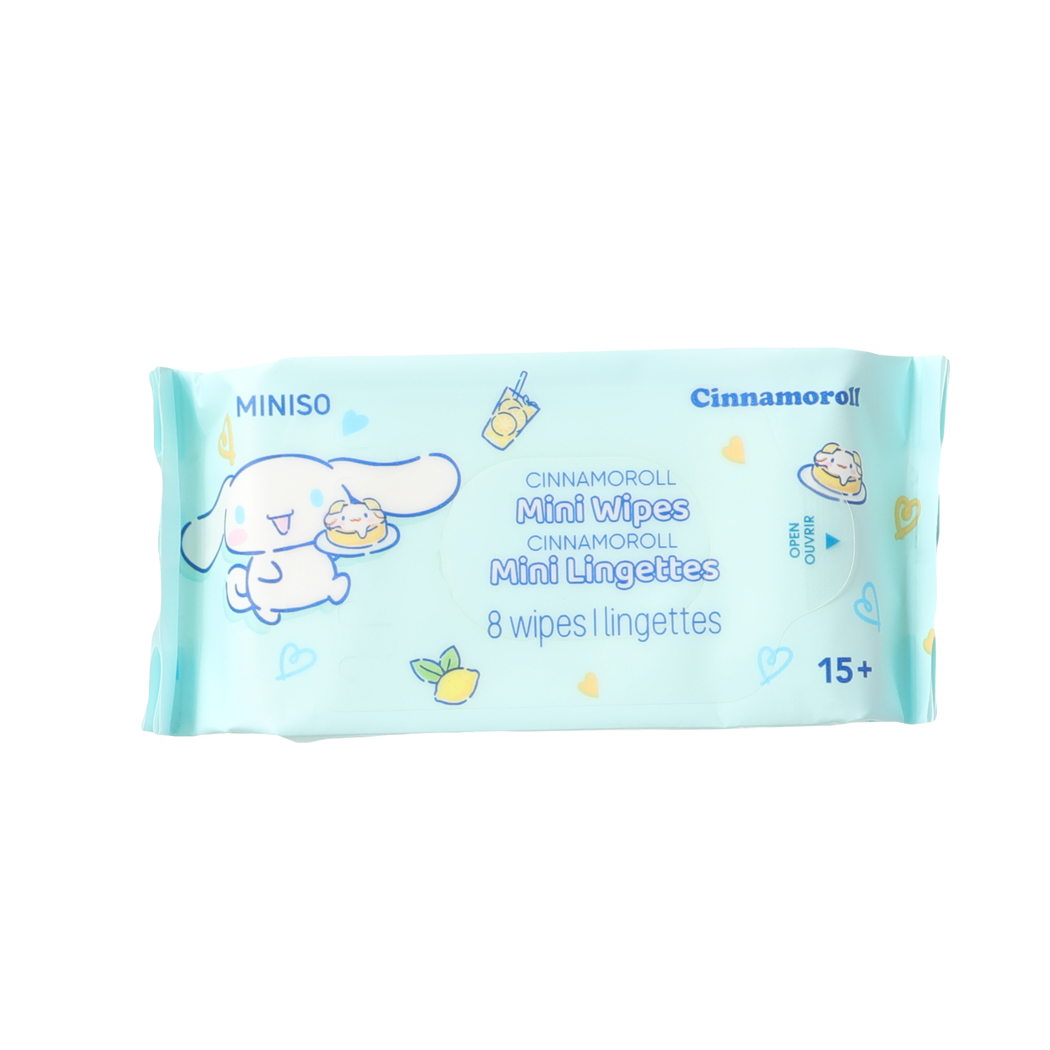 MINISO
Cinnamoroll
CINNAMOROLL
Mini Wipes
CINNAMOROLL
Mini Lingettes
8 wipes | lingettes
OPEN
OUVRIR
15+